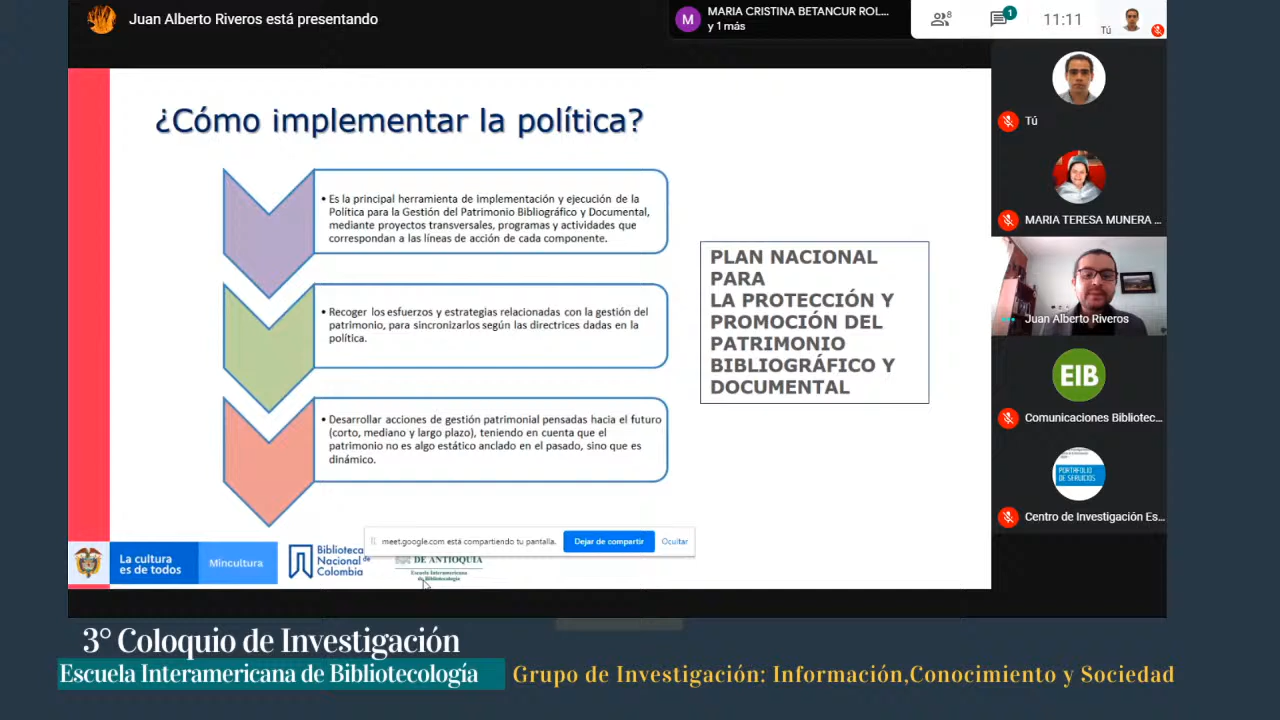 Juan Alberto Riveros está presentando
M
MARIA CRISTINA BETANCUR ROL...
y 1 más
8
1
11:11
Tú
¿Cómo implementar la política?
• Es la principal herramienta de implementación y ejecución de la
Política para la Gestión del Patrimonio Bibliográfico y Documental,
mediante proyectos transversales, programas y actividades que
correspondan a las líneas de acción de cada componente.
• Recoger los esfuerzos y estrategias relacionadas con la gestión del
patrimonio, para sincronizarlos según las directrices dadas en la
política.
• Desarrollar acciones de gestión patrimonial pensadas hacia el futuro
(corto, mediano y largo plazo), teniendo en cuenta que el
patrimonio no es algo estático anclado en el pasado, sino que es
dinámico.
PLAN NACIONAL
PARA
LA PROTECCIÓN Y
PROMOCIÓN DEL
PATRIMONIO
BIBLIOGRÁFICO Y
DOCUMENTAL
Tú
MARIA TERESA MUNERA ...
Juan Alberto Riveros
EIB
Comunicaciones Bibliotec...
PORTAFOLIO
DE SERVICIOS
Centro de Investigación Es...
meet.google.com está compartiendo tu pantalla.
Dejar de compartir
Ocultar
La cultura
es de todos
Mincultura
Biblioteca
Nacional de
Colombia
DE ANTIOQUIA
Escuela Interamericana
de Bibliotecología
3° Coloquio de Investigación
Escuela Interamericana de Bibliotecología
Grupo de Investigación: Información,Conocimiento y Sociedad